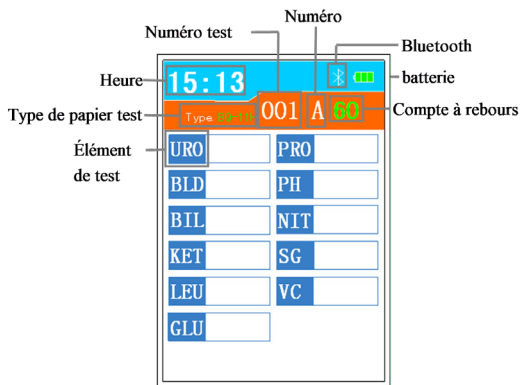 Numéro
Numéro test
Bluetooth
Heure
15:13
batterie
Type de papier test
Type
001
A
60
Compte à rebours
Élément
de test
URO
PRO
BLD
PH
BIL
NIT
KET
SG
LEU
VC
GLU